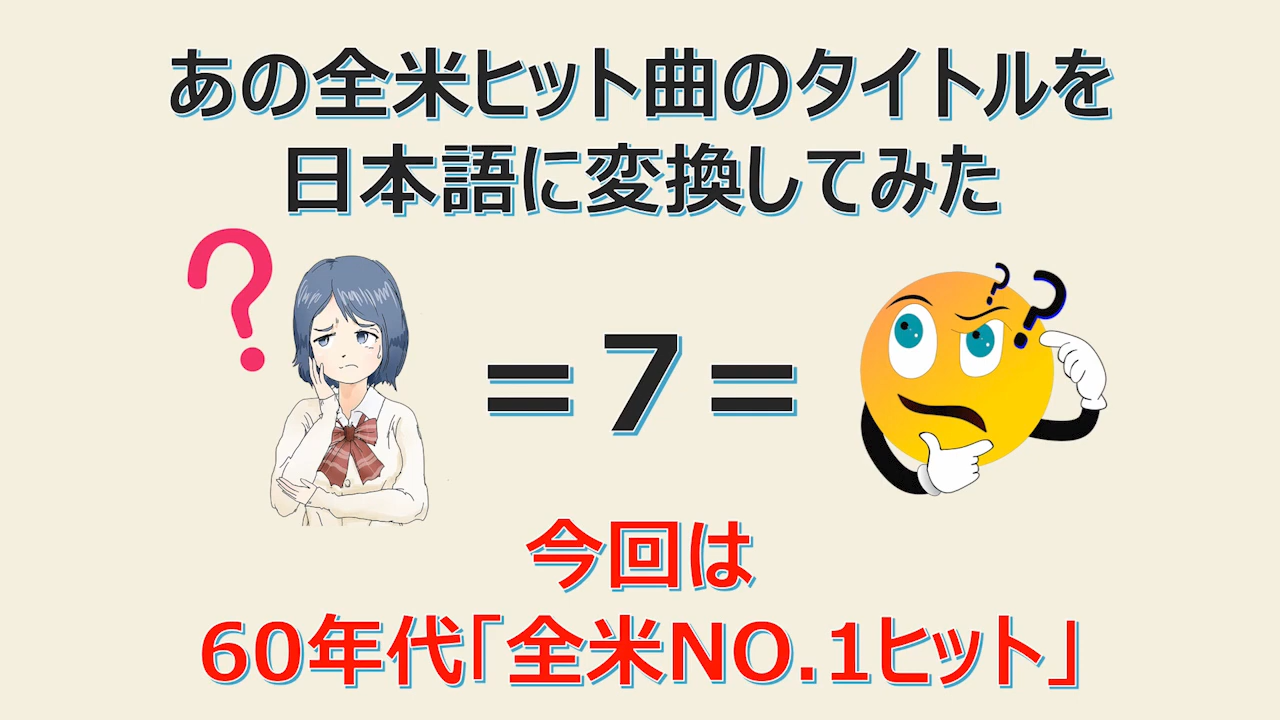 あの全米ヒット曲のタイトルを
日本語に変換してみた
? =7= ??
今回は
60年代「全米NO.1ヒット」